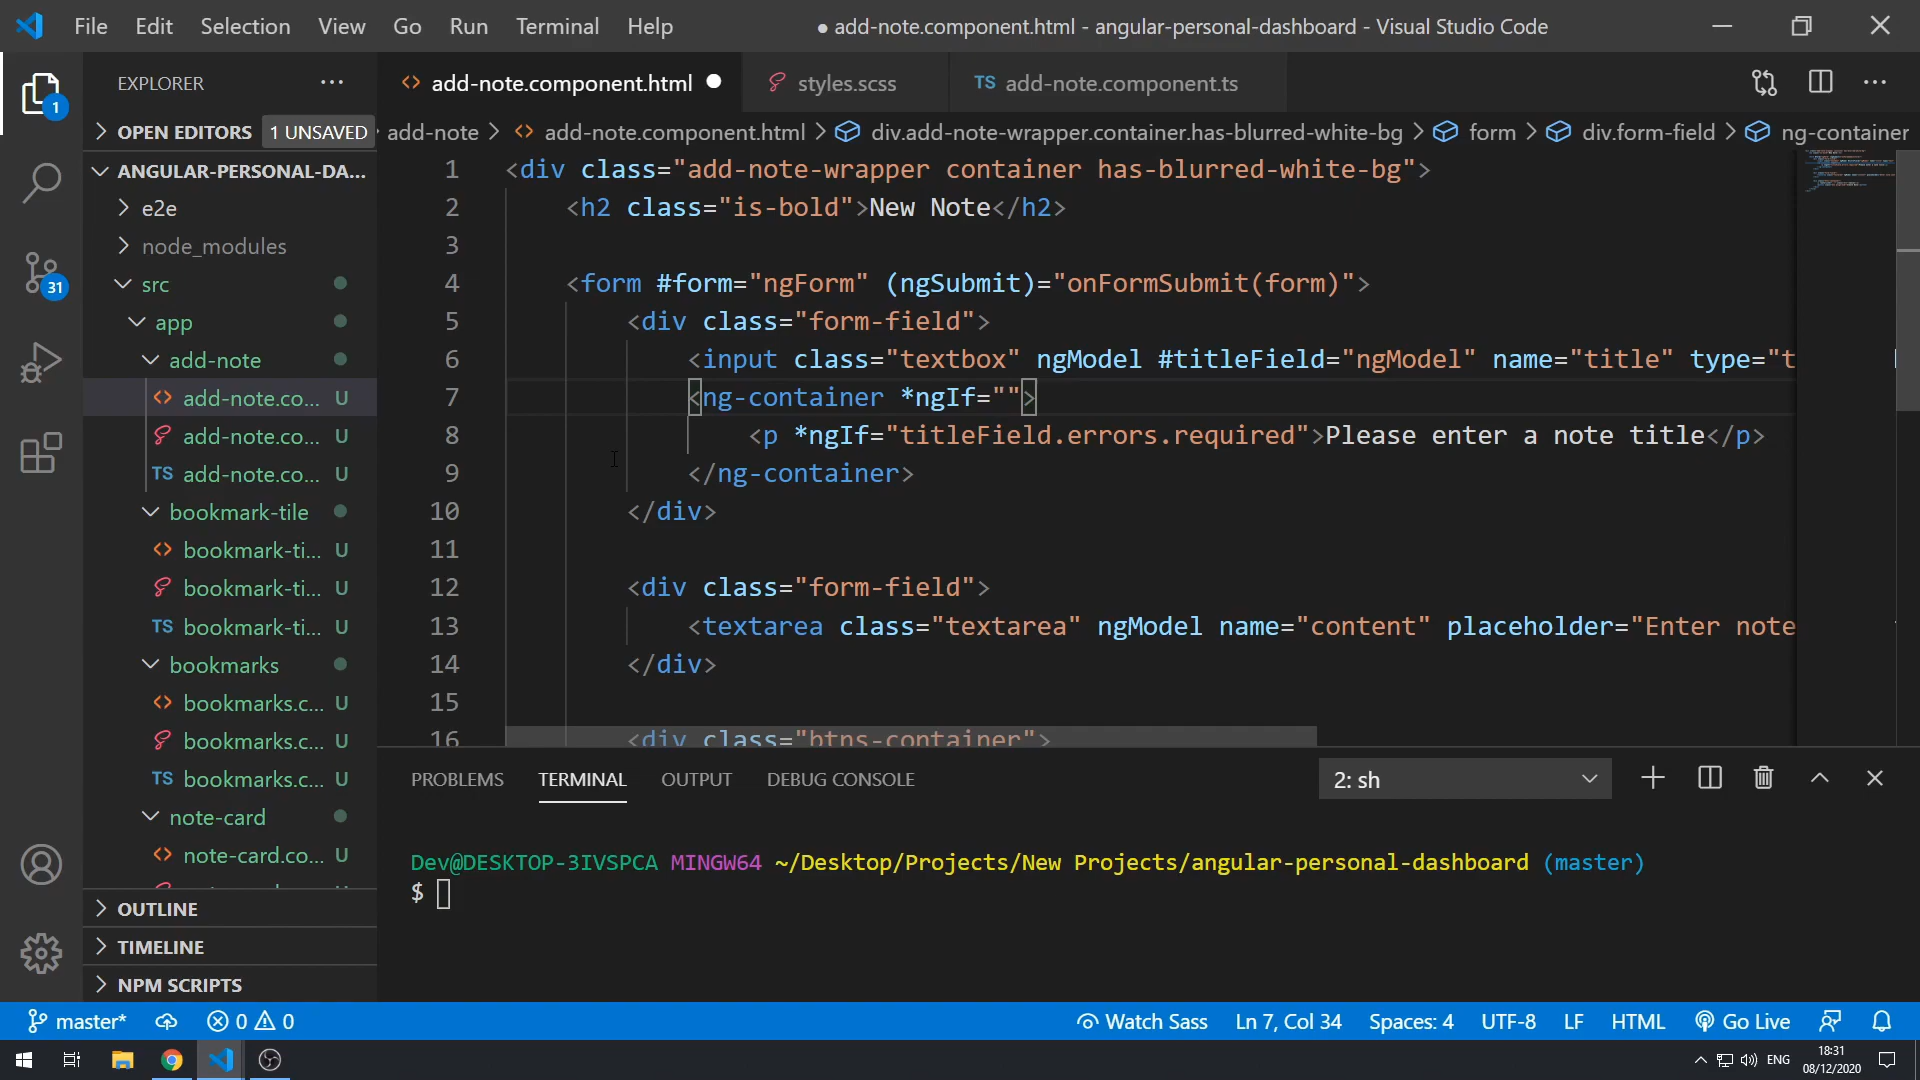 File Edit Selection View Go Run Terminal Help ● add-note.component.html - angular-personal-dashboard - Visual Studio Code
EXPLORER ··· <> add-note.component.html ● styles.scss TS add-note.component.ts ···
OPEN EDITORS 1 UNSAVED
add-note > <> add-note.component.html > div.add-note-wrapper.container.has-blurred-white-bg > form > div.form-field > ng-container
ANGULAR-PERSONAL-DA...
e2e
node_modules
src
app
add-note
<> add-note.co... U
add-note.co... U
TS add-note.co... U
bookmark-tile
<> bookmark-ti... U
bookmark-ti... U
TS bookmark-ti... U
bookmarks
<> bookmarks.c... U
bookmarks.c... U
TS bookmarks.c... U
note-card
<> note-card.co... U
OUTLINE
TIMELINE
NPM SCRIPTS
1
31
1 <div class="add-note-wrapper container has-blurred-white-bg">
2 <h2 class="is-bold">New Note</h2>
3
4 <form #form="ngForm" (ngSubmit)="onFormSubmit(form)">
5 <div class="form-field">
6 <input class="textbox" ngModel #titleField="ngModel" name="title" type="t
7 <ng-container *ngIf="">
8 <p *ngIf="titleField.errors.required">Please enter a note title</p>
9 </ng-container>
10 </div>
11
12 <div class="form-field">
13 <textarea class="textarea" ngModel name="content" placeholder="Enter note
14 </div>
15
16 <div class="btns-container">
PROBLEMS TERMINAL OUTPUT DEBUG CONSOLE 2: sh
Dev@DESKTOP-3IVSPCA MINGW64 ~/Desktop/Projects/New Projects/angular-personal-dashboard (master)
$
master* 0 0 Watch Sass Ln 7, Col 34 Spaces: 4 UTF-8 LF HTML Go Live
ENG 18:31
08/12/2020